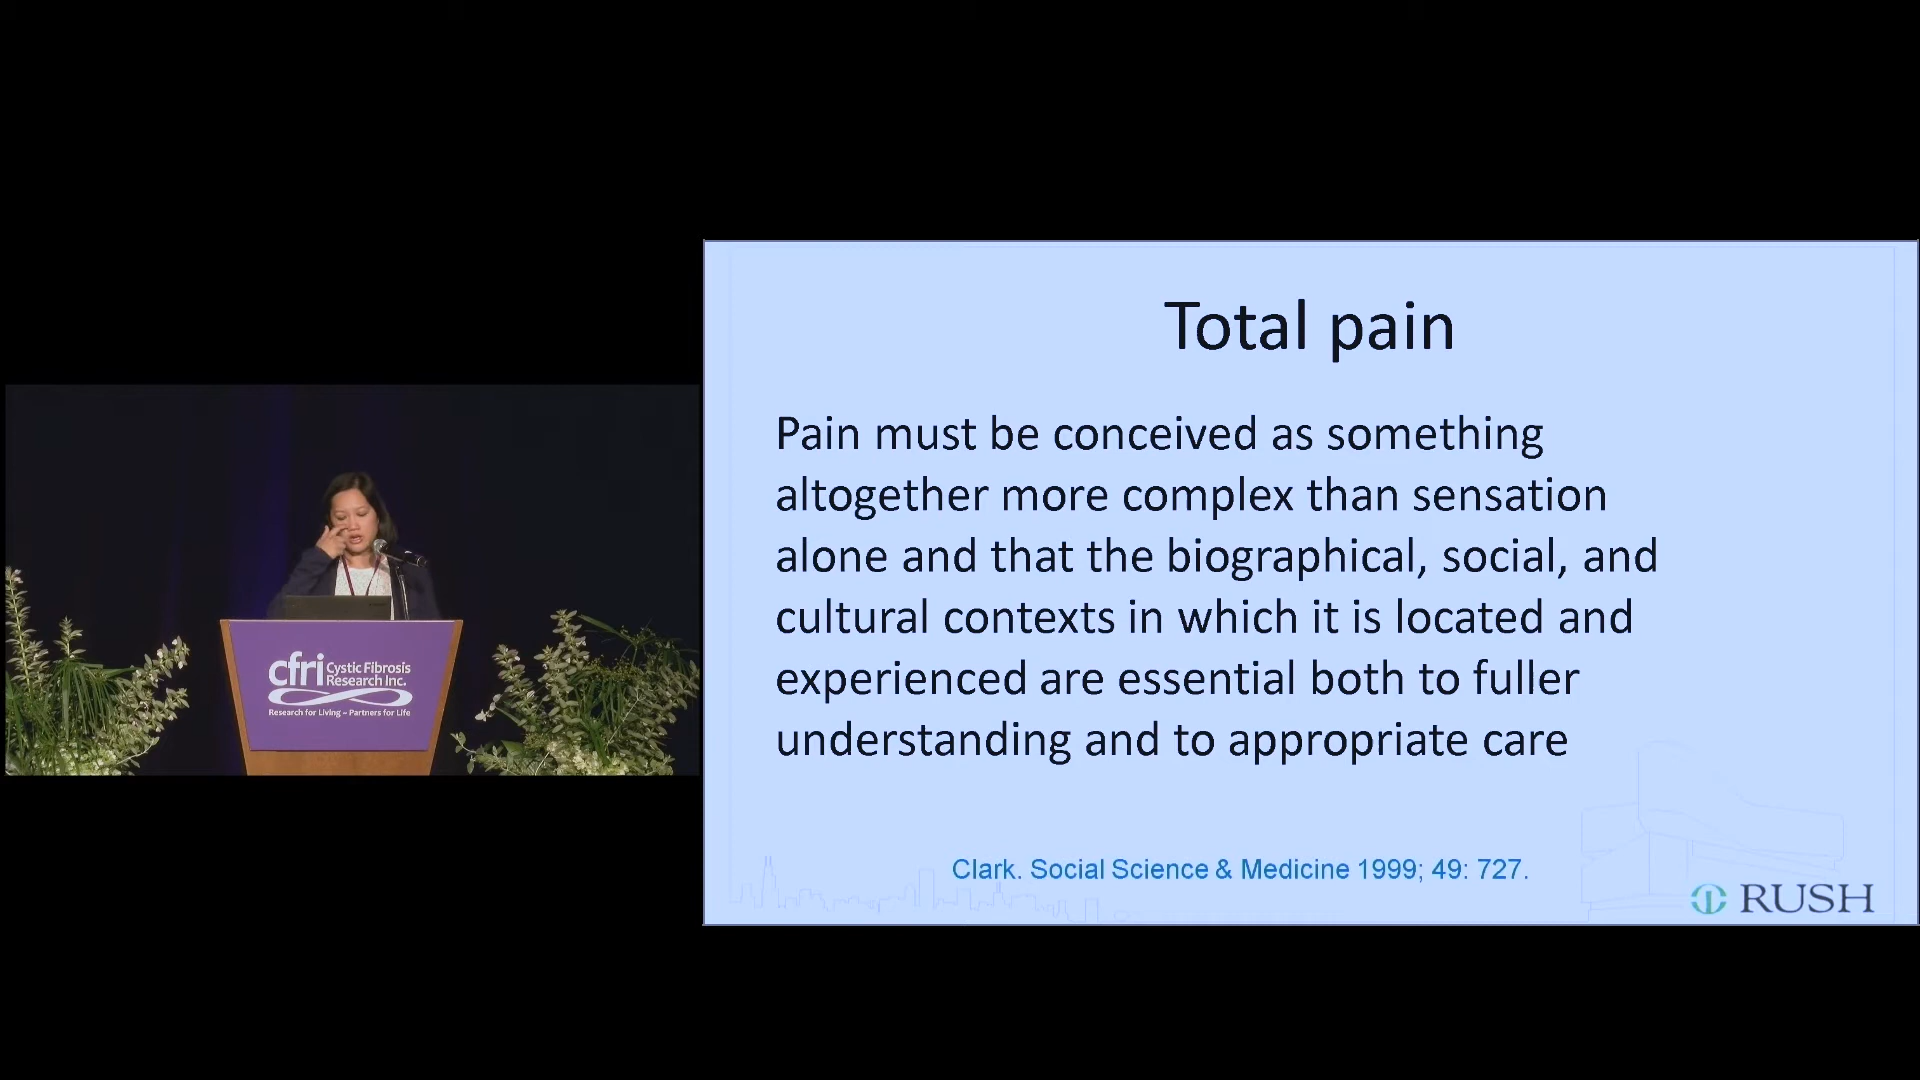 Total pain
Pain must be conceived as something
altogether more complex than sensation
alone and that the biographical, social, and
cultural contexts in which it is located and
experienced are essential both to fuller
understanding and to appropriate care
Clark. Social Science & Medicine 1999; 49: 727.
RUSH
cfri Cystic Fibrosis
Research Inc.
Research for Living – Partners for Life